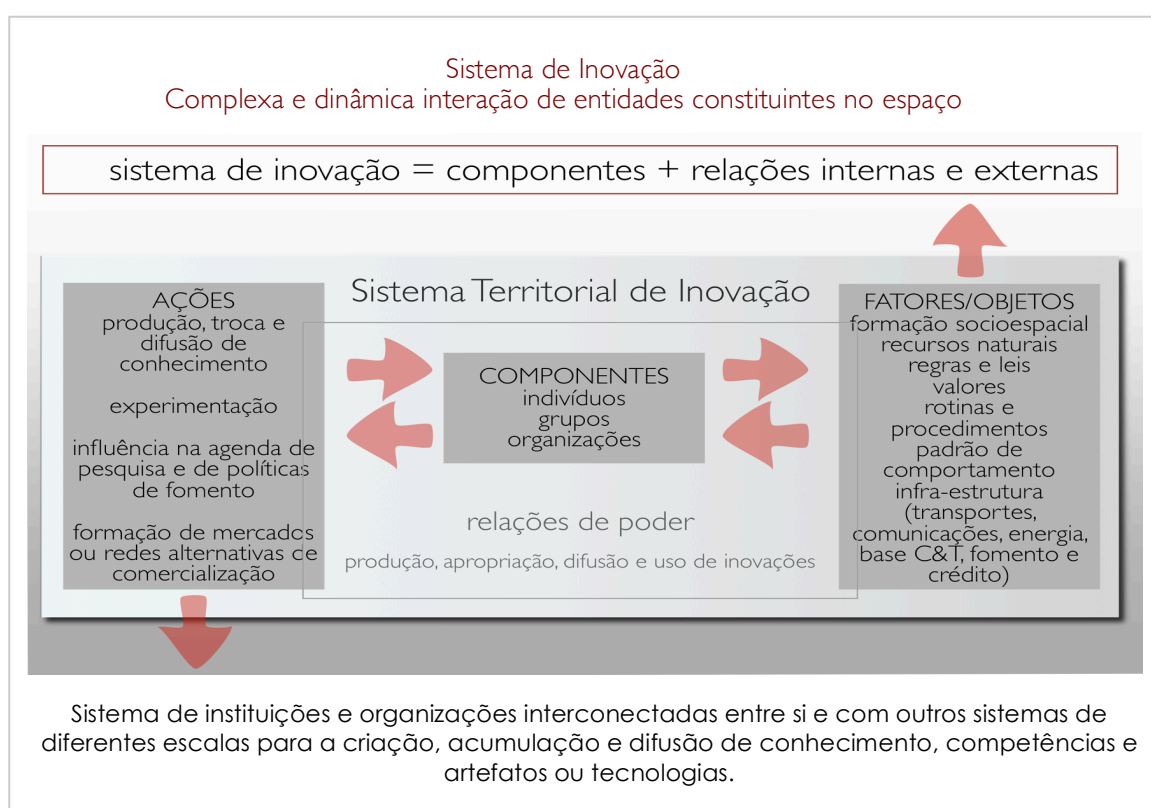 Sistema de Inovação
Complexa e dinâmica interação de entidades constituintes no espaço
sistema de inovação = componentes + relações internas e externas
Sistema Territorial de Inovação
AÇÕES
produção, troca e
difusão de
conhecimento
experimentação
influência na agenda de
pesquisa e de políticas
de fomento
formação de mercados
ou redes alternativas de
comercialização
COMPONENTES
indivíduos
grupos
organizações
relações de poder
produção, apropriação, difusão e uso de inovações
FATORES/OBJETOS
formação socioespacial
recursos naturais
regras e leis
valores
rotinas e
procedimentos
padrão de
comportamento
infra-estrutura
(transportes,
comunicações, energia,
base C&T, fomento e
crédito)
Sistema de instituições e organizações interconectadas entre si e com outros sistemas de
diferentes escalas para a criação, acumulação e difusão de conhecimento, competências e
artefatos ou tecnologias.